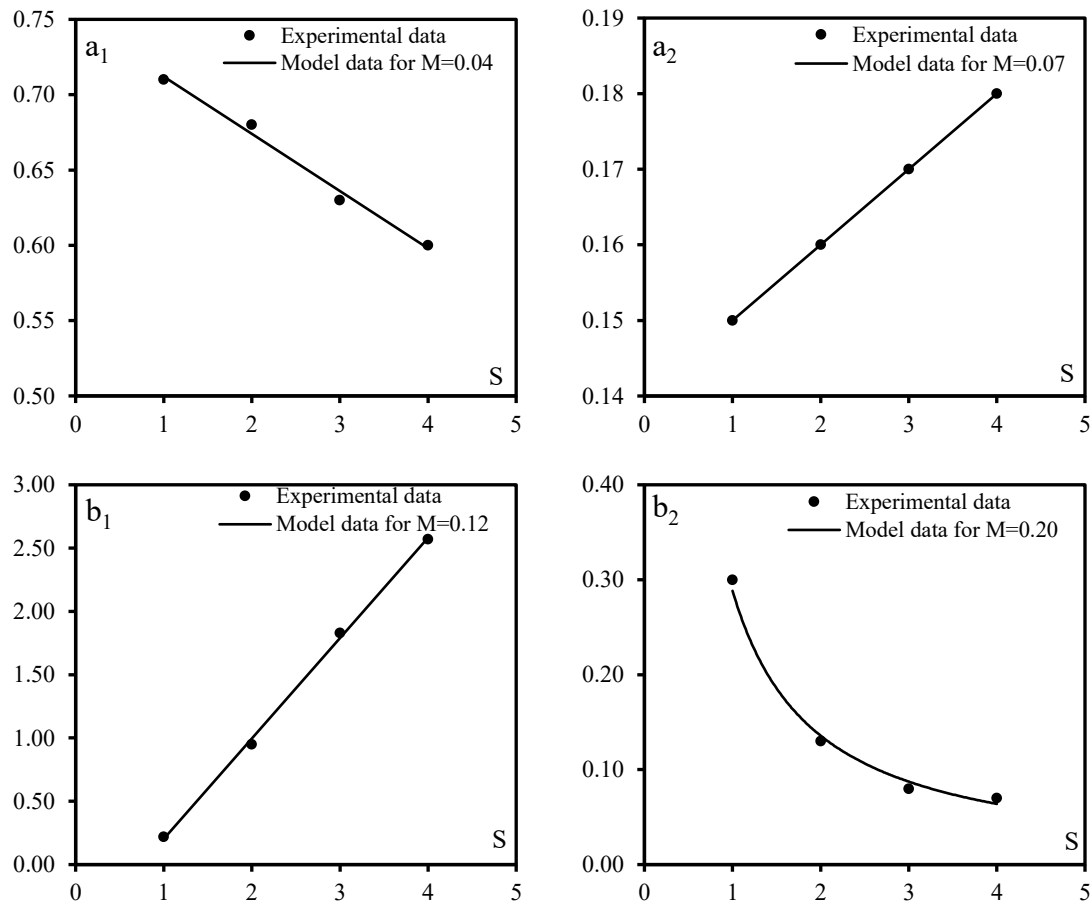 0.75
a1
Experimental data
Model data for M=0.04
0.70
0.65
0.60
0.55
0.50
S
0 1 2 3 4 5
0.19
a2
Experimental data
Model data for M=0.07
0.18
0.17
0.16
0.15
0.14
S
0 1 2 3 4 5
3.00
b1
Experimental data
Model data for M=0.12
2.50
2.00
1.50
1.00
0.50
0.00
S
0 1 2 3 4 5
0.40
b2
Experimental data
Model data for M=0.20
0.30
0.20
0.10
0.00
S
0 1 2 3 4 5